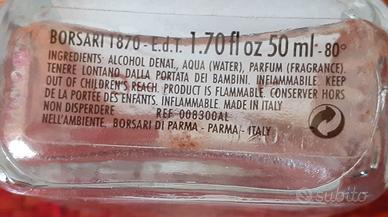 BORSARI 1870 - E.d.T. 1.70 fl oz 50 ml - 80°
INGREDIENTS: ALCOHOL DENAT., AQUA (WATER), PARFUM (FRAGRANCE).
TENERE LONTANO DALLA PORTATA DEI BAMBINI. INFIAMMABILE. KEEP
OUT OF CHILDREN'S REACH. PRODUCT IS FLAMMABLE. CONSERVER HORS
DE LA PORTÉE DES ENFANTS. INFLAMMABLE. MADE IN ITALY
NON DISPERDERE REF 008300AL
NELL'AMBIENTE. BORSARI DI PARMA - PARMA - ITALY
subito